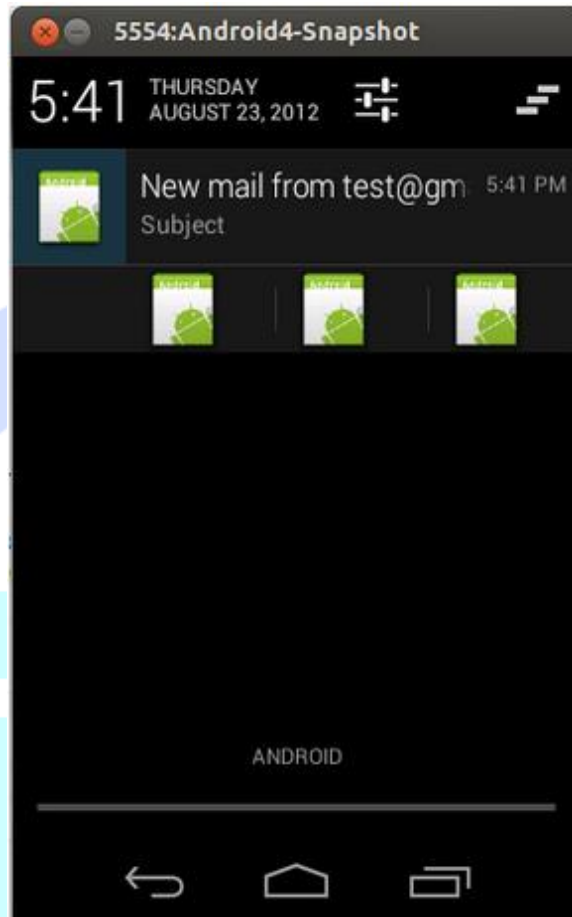 5554:Android4-Snapshot
5:41 THURSDAY
AUGUST 23, 2012
New mail from test@gm 5:41 PM
Subject
ANDROID